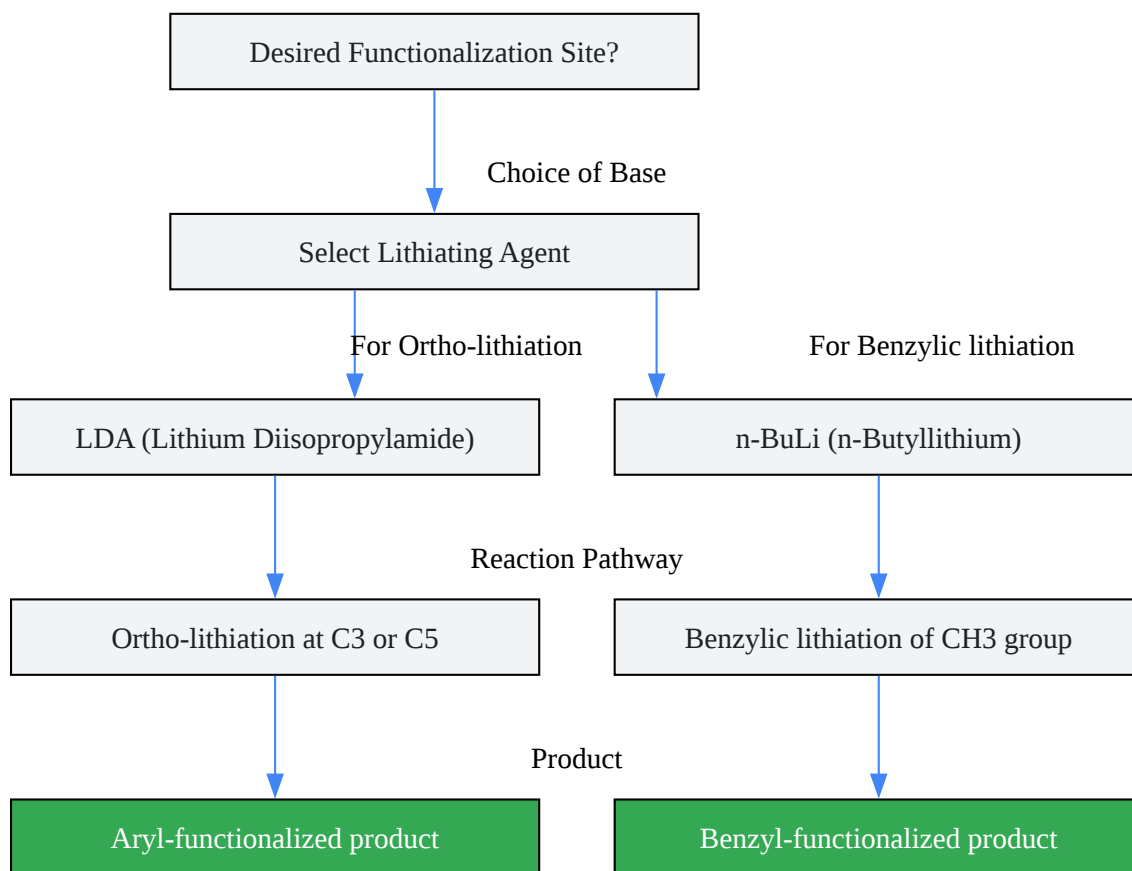 Desired Functionalization Site?
Choice of Base
Select Lithiating Agent
For Ortho-lithiation
For Benzylic lithiation
LDA (Lithium Diisopropylamide)
n-BuLi (n-Butyllithium)
Reaction Pathway
Ortho-lithiation at C3 or C5
Benzylic lithiation of CH3 group
Product
Aryl-functionalized product
Benzyl-functionalized product